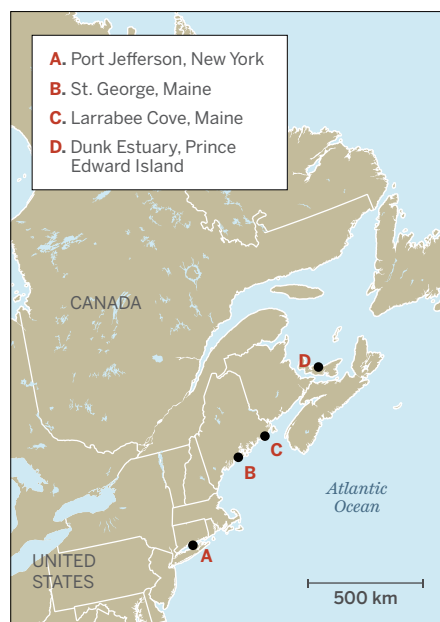 A. Port Jefferson, New York
B. St. George, Maine
C. Larrabee Cove, Maine
D. Dunk Estuary, Prince
Edward Island
CANADA
D
C
B
Atlantic
Ocean
A
UNITED
STATES
500 km